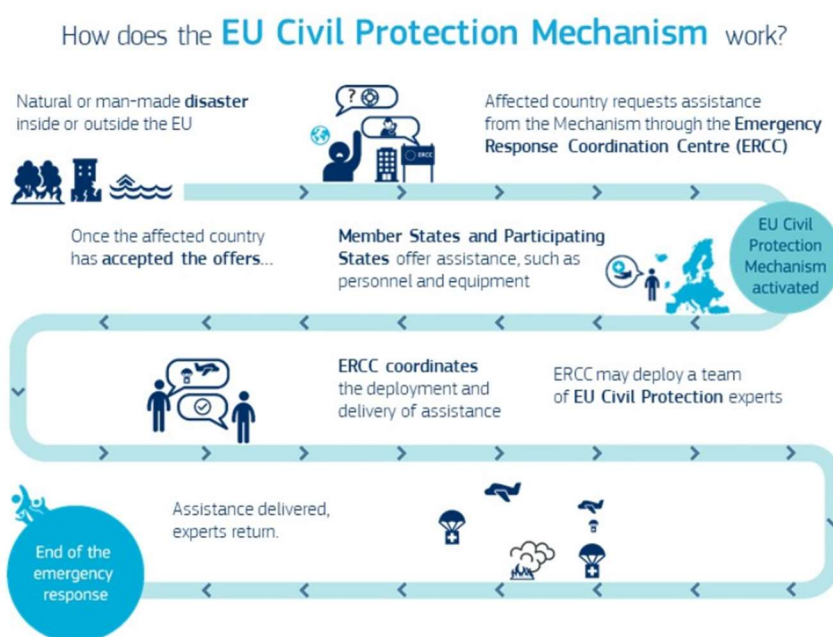 How does the EU Civil Protection Mechanism work?
Natural or man-made disaster
inside or outside the EU
?
ERCC
Affected country requests assistance
from the Mechanism through the Emergency
Response Coordination Centre (ERCC)
EU Civil
Protection
Mechanism
activated
Member States and Participating
States offer assistance, such as
personnel and equipment
Once the affected country
has accepted the offers...
ERCC coordinates
the deployment and
delivery of assistance
ERCC may deploy a team
of EU Civil Protection experts
Assistance delivered,
experts return.
End of the
emergency
response